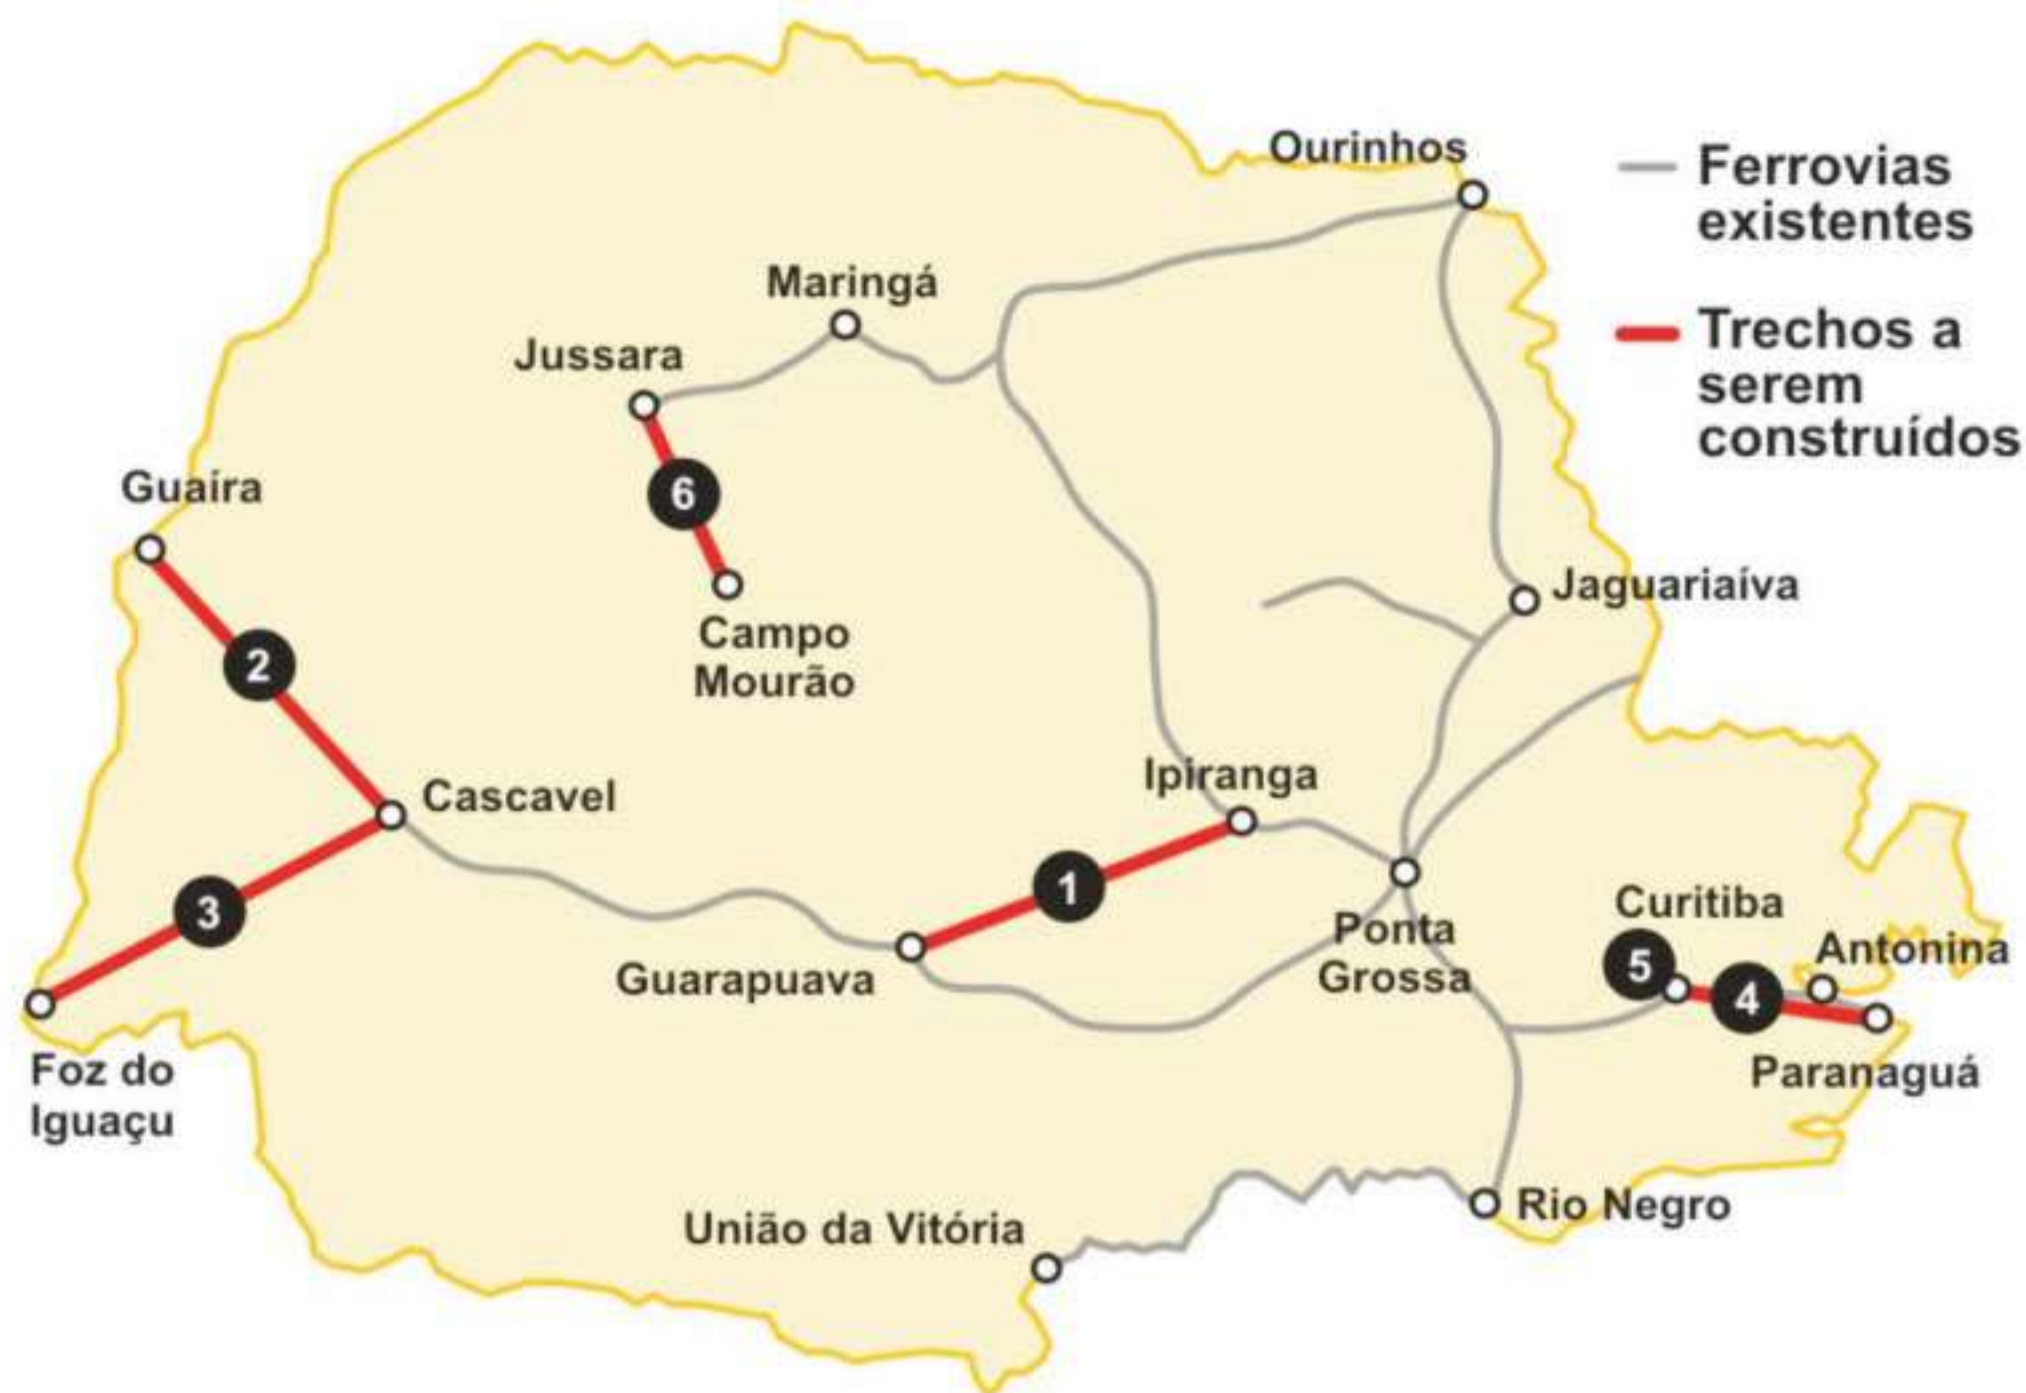 Ourinhos
Ferrovias
existentes
Maringá
Trechos a
serem
construídos
Jussara
Guaíra
6
Jaguariaíva
Campo
Mourão
2
Cascavel
Ipiranga
1
3
Guarapuava
Ponta
Grossa
Curitiba
Antonina
5
4
Paranaguá
Foz do
Iguaçu
União da Vitória
Rio Negro